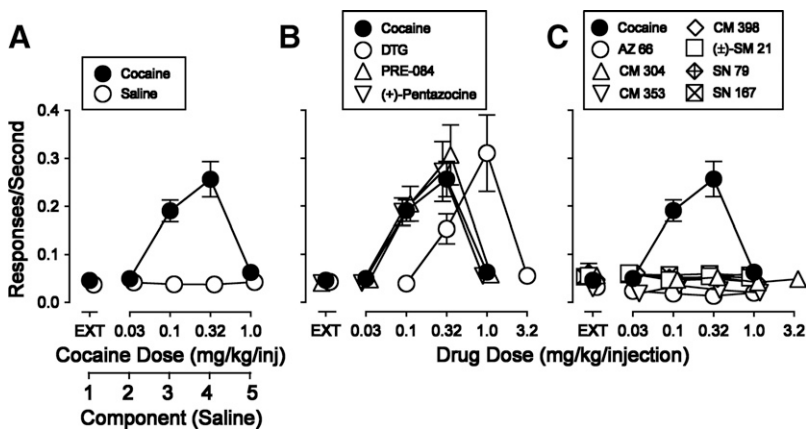 A
Cocaine
Saline
B
Cocaine
DTG
PRE-084
(+)-Pentazocine
C
Cocaine
AZ 66
CM 304
CM 353
CM 398
(±)-SM 21
SN 79
SN 167
Responses/Second
0.4
0.3
0.2
0.1
0.0
EXT 0.03 0.1 0.32 1.0
Cocaine Dose (mg/kg/inj)
1 2 3 4 5
Component (Saline)
EXT 0.03 0.1 0.32 1.0 3.2
EXT 0.03 0.1 0.32 1.0 3.2
Drug Dose (mg/kg/injection)